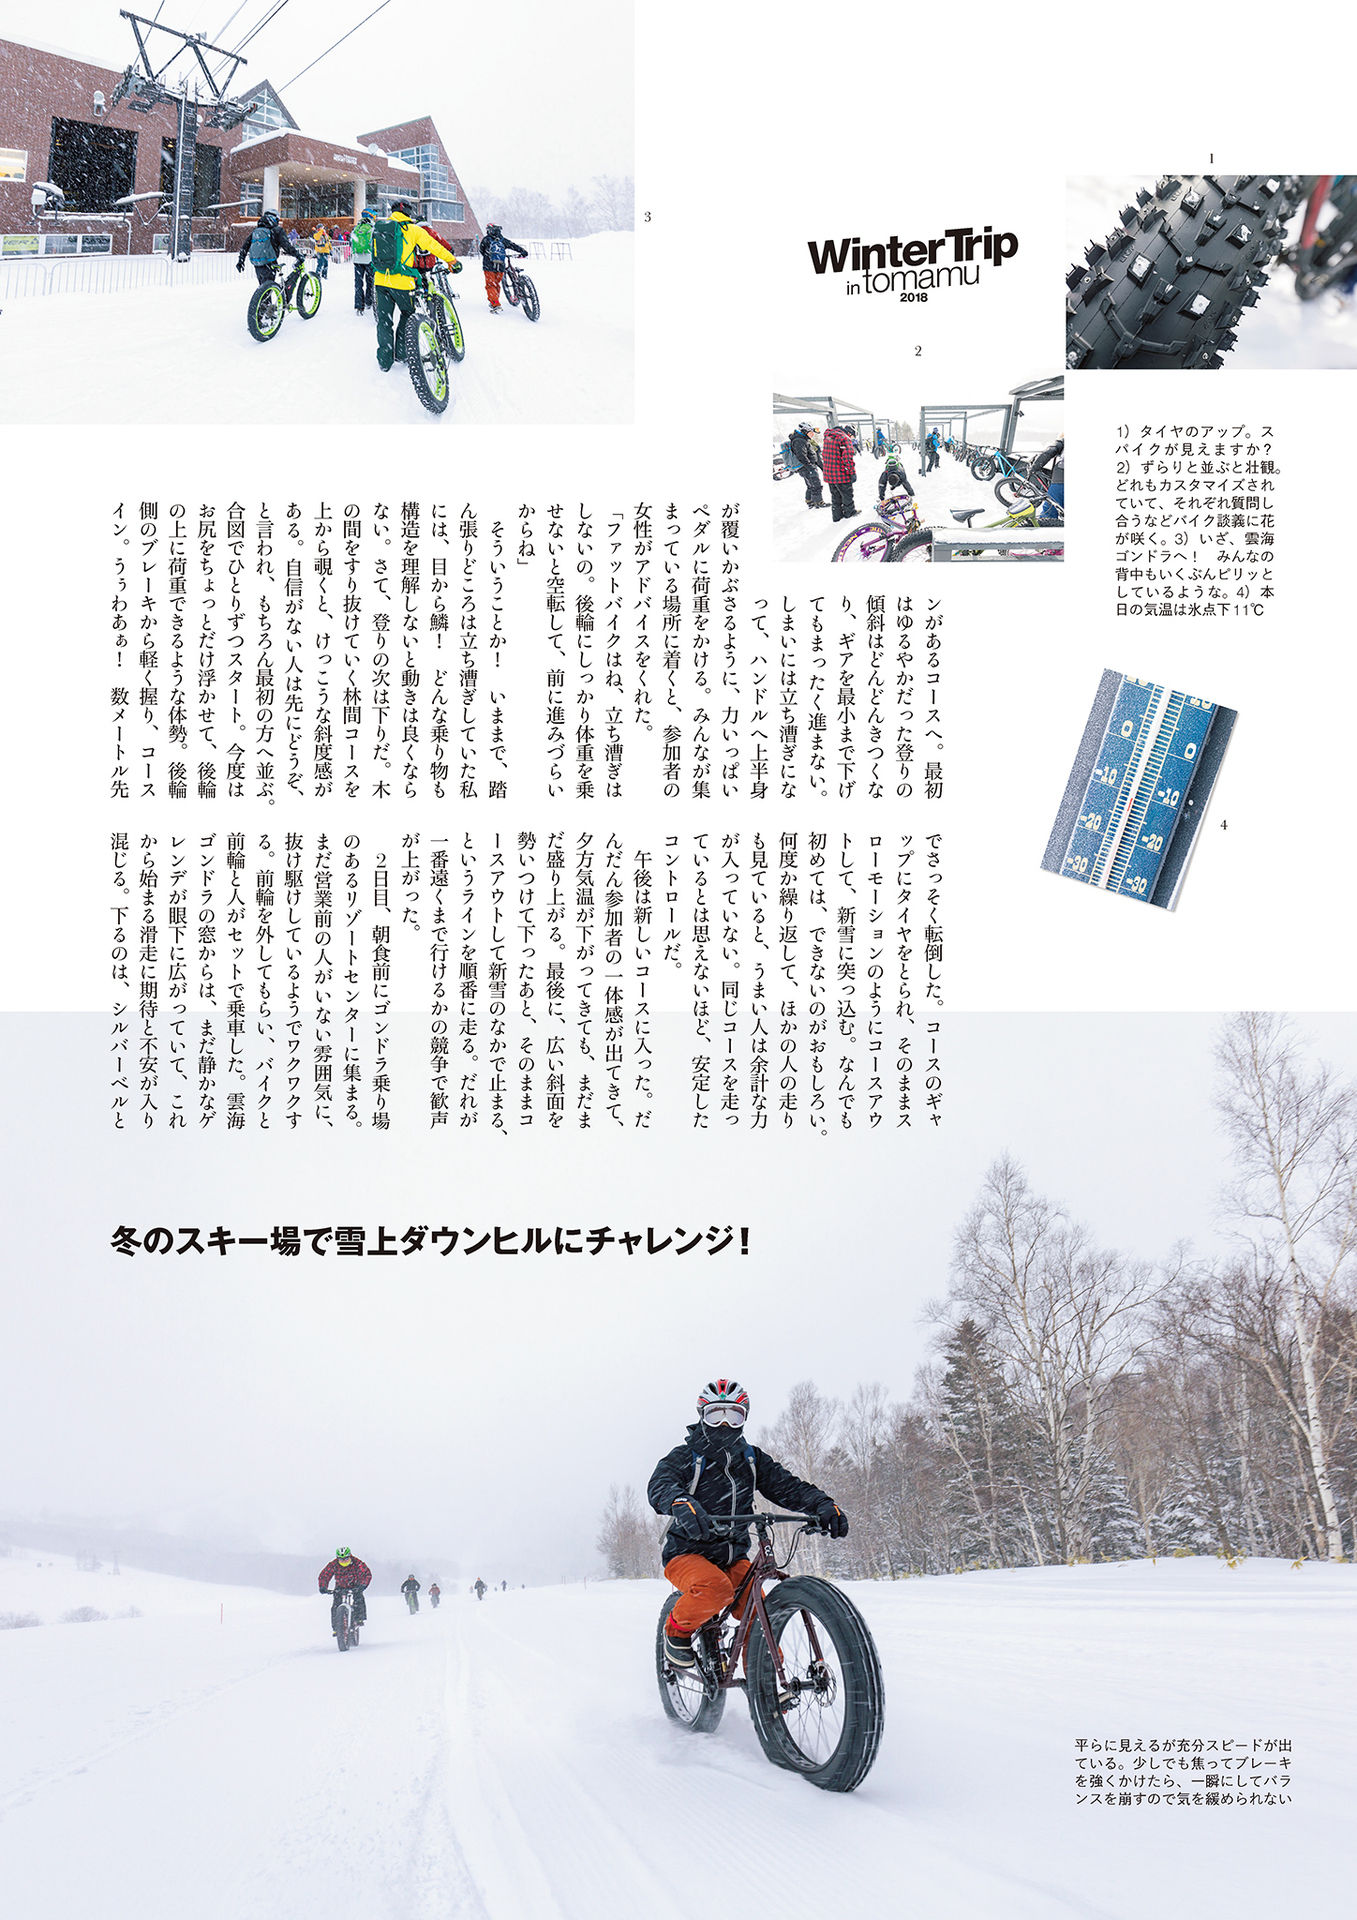 Winter Trip
in tomamu
2018
1
2
3
4
1）タイヤのアップ。ス
パイクが見えますか？
2）ずらりと並ぶと壮観。
どれもカスタマイズされ
ていて、それぞれ質問し
合うなどバイク談義に花
が咲く。3）いざ、雲海
ゴンドラへ！　みんなの
背中もいくぶんピリッと
しているような。4）本
日の気温は氷点下11℃
0
0
-10
-10
-20
-20
-30
-30
ンがあるコースへ。最初
はゆるやかだった登りの
傾斜はどんどんきつくな
り、ギアを最小まで下げ
てもまったく進まない。
しまいには立ち漕ぎにな
って、ハンドルへ上半身
が覆いかぶさるように、力いっぱい
ペダルに荷重をかける。みんなが集
まっている場所に着くと、参加者の
女性がアドバイスをくれた。
「ファットバイクはね、立ち漕ぎは
しないの。後輪にしっかり体重を乗
せないと空転して、前に進みづらい
からね」
　そういうことか！　いままで、踏
ん張りどころは立ち漕ぎしていた私
には、目から鱗！　どんな乗り物も
構造を理解しないと動きは良くなら
ない。さて、登りの次は下りだ。木
の間をすり抜けていく林間コースを
上から覗くと、けっこうな斜度感が
ある。自信がない人は先にどうぞ、
と言われ、もちろん最初の方へ並ぶ。
合図でひとりずつスタート。今度は
お尻をちょっとだけ浮かせて、後輪
の上に荷重できるような体勢。後輪
側のブレーキから軽く握り、コース
イン。うぅわあぁ！　数メートル先
でさっそく転倒した。コースのギャ
ップにタイヤをとられ、そのままス
ローモーションのようにコースアウ
トして、新雪に突っ込む。なんでも
初めては、できないのがおもしろい。
何度か繰り返して、ほかの人の走り
も見ていると、うまい人は余計な力
が入っていない。同じコースを走っ
ているとは思えないほど、安定した
コントロールだ。
　午後は新しいコースに入った。だ
んだん参加者の一体感が出てきて、
夕方気温が下がってきても、まだま
だ盛り上がる。最後に、広い斜面を
勢いつけて下ったあと、そのままコ
ースアウトして新雪のなかで止まる、
というラインを順番に走る。だれが
一番遠くまで行けるかの競争で歓声
が上がった。
　2日目、朝食前にゴンドラ乗り場
のあるリゾートセンターに集まる。
まだ営業前の人がいない雰囲気に、
抜け駆けしているようでワクワクす
る。前輪を外してもらい、バイクと
前輪と人がセットで乗車した。雲海
ゴンドラの窓からは、まだ静かなゲ
レンデが眼下に広がっていて、これ
から始まる滑走に期待と不安が入り
混じる。下るのは、シルバーベルと
冬のスキー場で雪上ダウンヒルにチャレンジ！
平らに見えるが充分スピードが出
ている。少しでも焦ってブレーキ
を強くかけたら、一瞬にしてバラ
ンスを崩すので気を緩められない